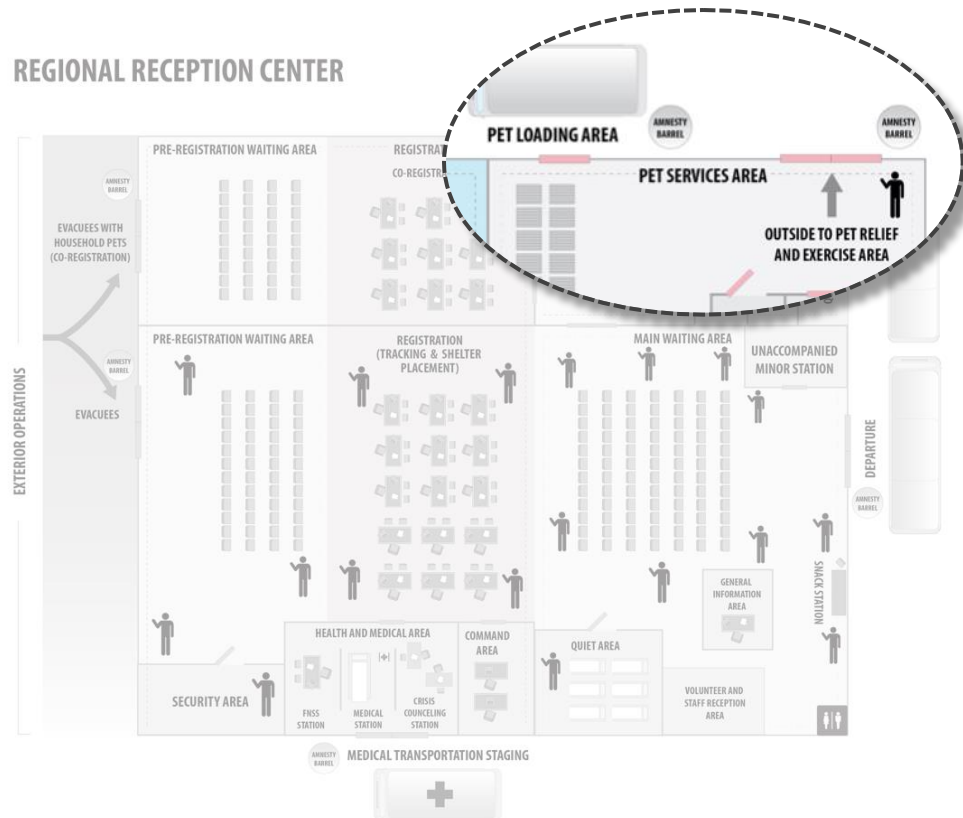 REGIONAL RECEPTION CENTER
PET LOADING AREA
AMNESTY
BARREL
AMNESTY
BARREL
PET SERVICES AREA
OUTSIDE TO PET RELIEF
AND EXERCISE AREA
PRE-REGISTRATION WAITING AREA
REGISTRAT
CO-REGISTR
AMNESTY
BARREL
EVACUEES WITH
HOUSEHOLD PETS
(CO-REGISTRATION)
EXTERIOR OPERATIONS
AMNESTY
BARREL
EVACUEES
PRE-REGISTRATION WAITING AREA
REGISTRATION
(TRACKING & SHELTER
PLACEMENT)
MAIN WAITING AREA
UNACCOMPANIED
MINOR STATION
DEPARTURE
AMNESTY
BARREL
SNACK STATION
GENERAL
INFORMATION
AREA
HEALTH AND MEDICAL AREA
FNSS
STATION
MEDICAL
STATION
CRISIS
COUNCELING
STATION
COMMAND
AREA
QUIET AREA
VOLUNTEER AND
STAFF RECEPTION
AREA
SECURITY AREA
AMNESTY
BARREL
MEDICAL TRANSPORTATION STAGING